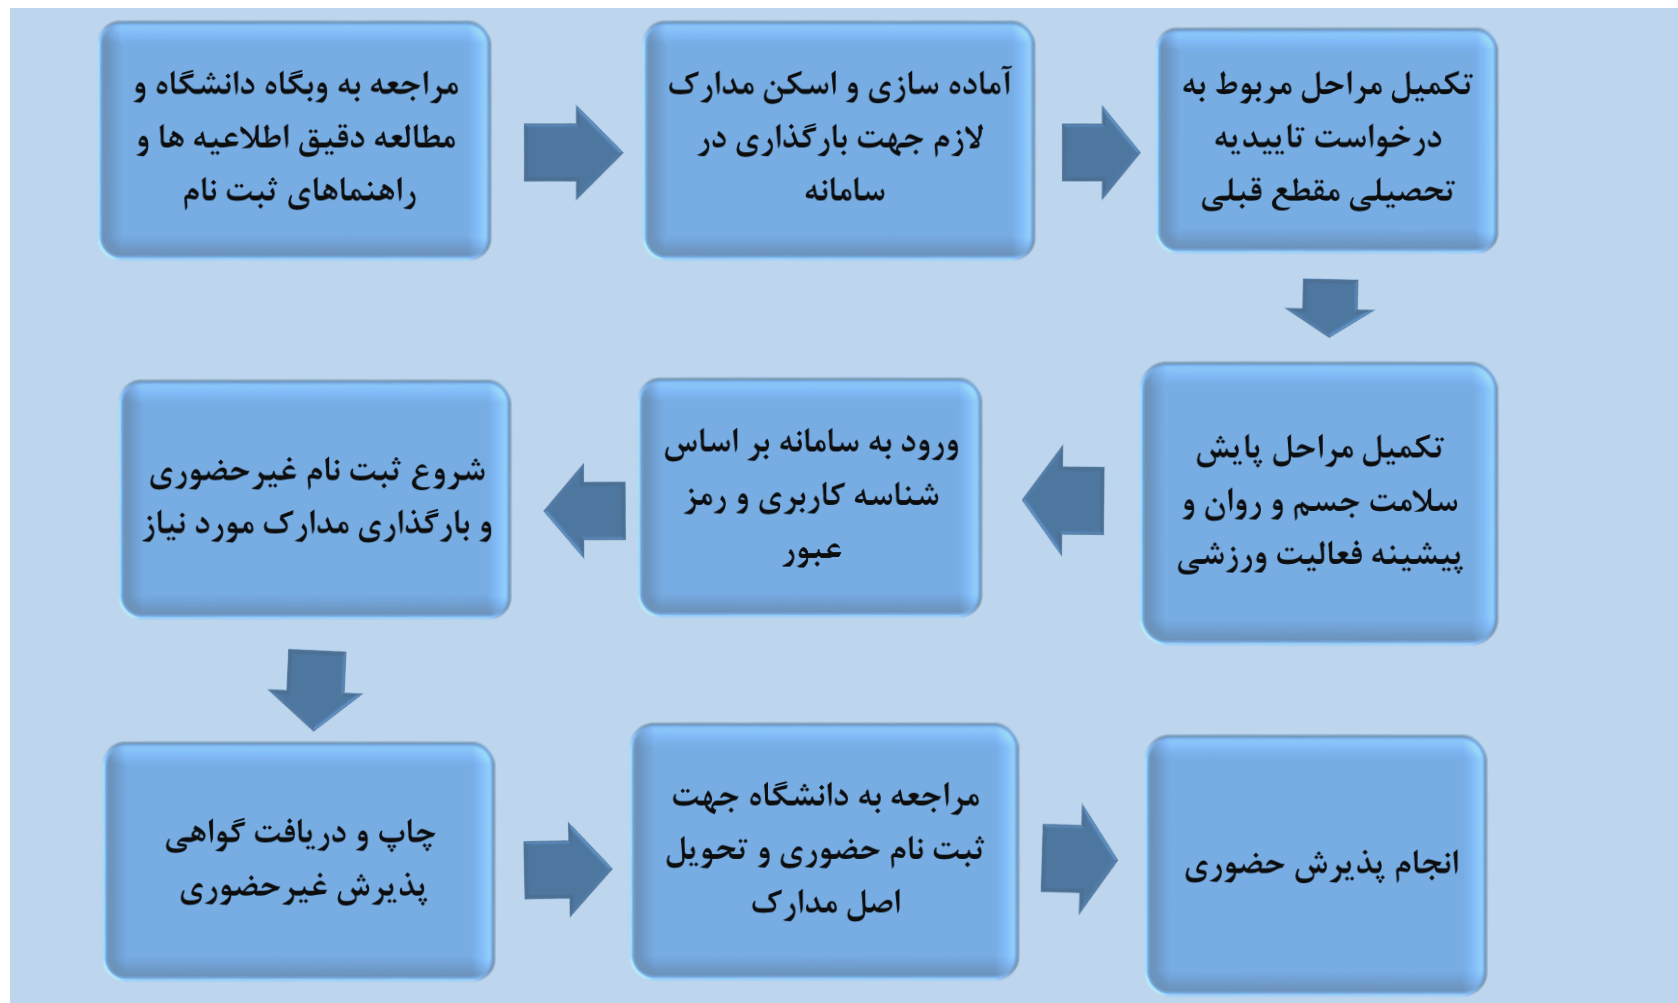 مراجعه به وبگاه دانشگاه و
مطالعه دقیق اطلاعیه ها و
راهنماهای ثبت نام
آماده سازی و اسکن مدارک
لازم جهت بارگذاری در
سامانه
تکمیل مراحل مربوط به
درخواست تاییدیه
تحصیلی مقطع قبلی
تکمیل مراحل پایش
سلامت جسم و روان و
پیشینه فعالیت ورزشی
ورود به سامانه بر اساس
شناسه کاربری و رمز
عبور
شروع ثبت نام غیرحضوری
و بارگذاری مدارک مورد نیاز
چاپ و دریافت گواهی
پذیرش غیرحضوری
مراجعه به دانشگاه جهت
ثبت نام حضوری و تحویل
اصل مدارک
انجام پذیرش حضوری